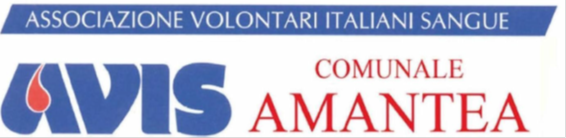 ASSOCIAZIONE VOLONTARI ITALIANI SANGUE
AVIS
COMUNALE
AMANTEA